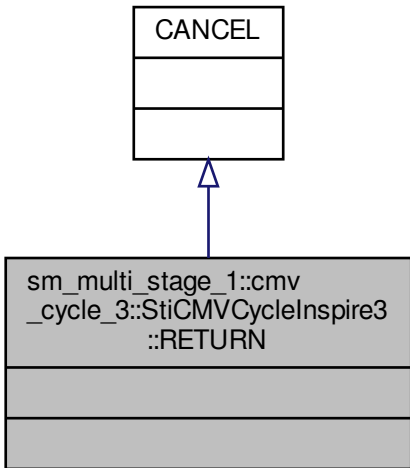 CANCEL
sm_multi_stage_1::cmv
_cycle_3::StiCMVCycleInspire3
::RETURN